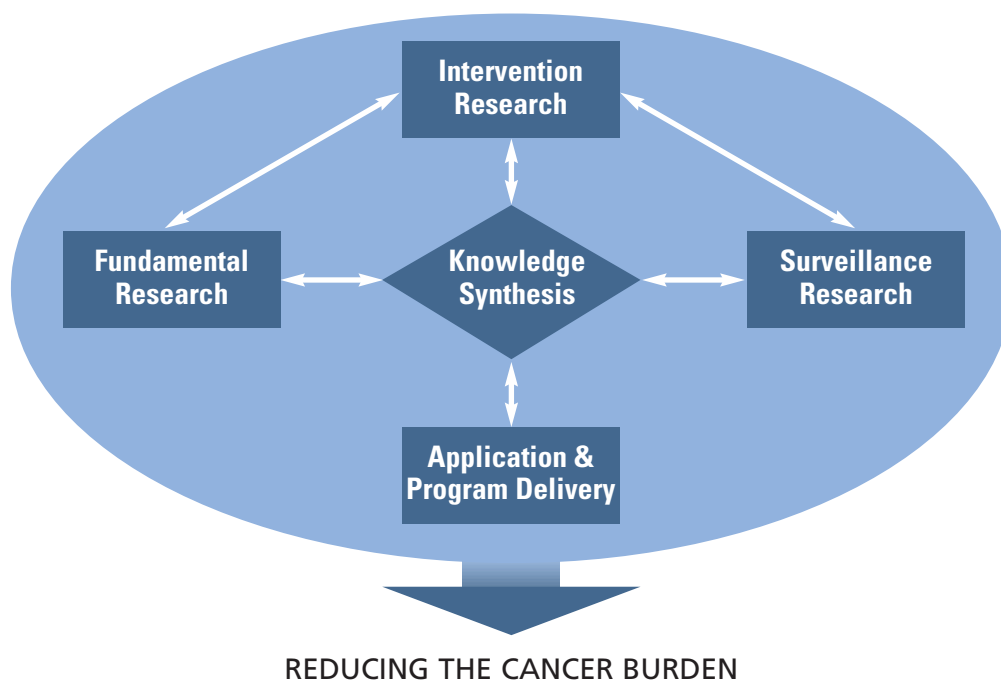 Intervention
Research
Fundamental
Research
Knowledge
Synthesis
Surveillance
Research
Application &
Program Delivery
REDUCING THE CANCER BURDEN